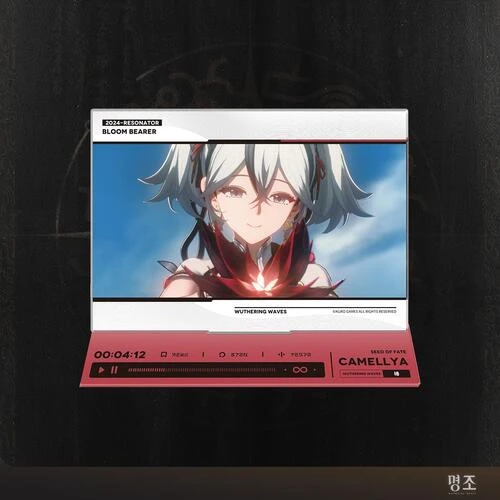 2024-RESONATOR
BLOOM BEARER
WUTHERING WAVES
©KURO GAMES ALL RIGHTS RESERVED
00:04:12
SEED OF FATE
CAMELLYA
WUTHERING WAVES
명조